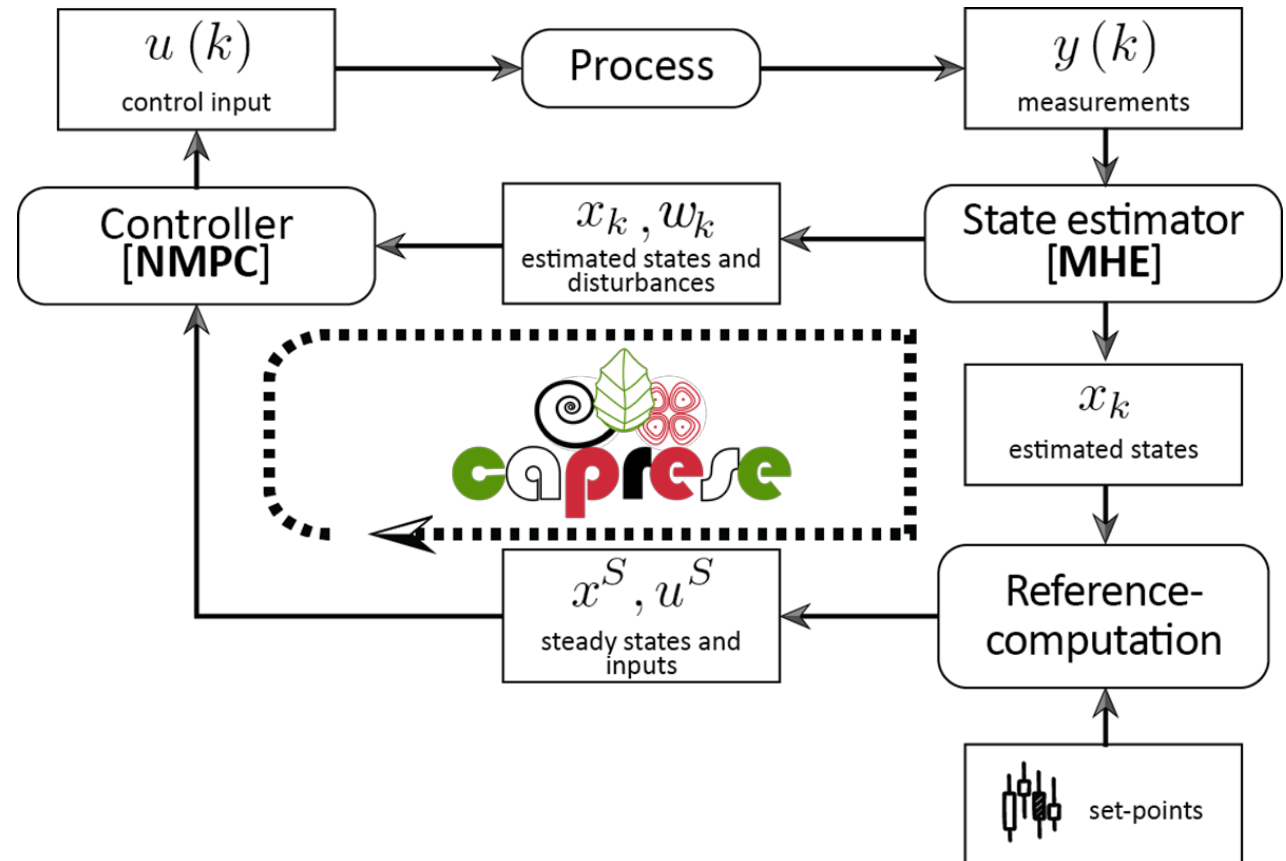 u (k)
control input
Process
y (k)
measurements
Controller
[NMPC]
x_k , w_k
estimated states and
disturbances
State estimator
[MHE]
caprese
x_k
estimated states
x^S , u^S
steady states and
inputs
Reference-
computation
set-points